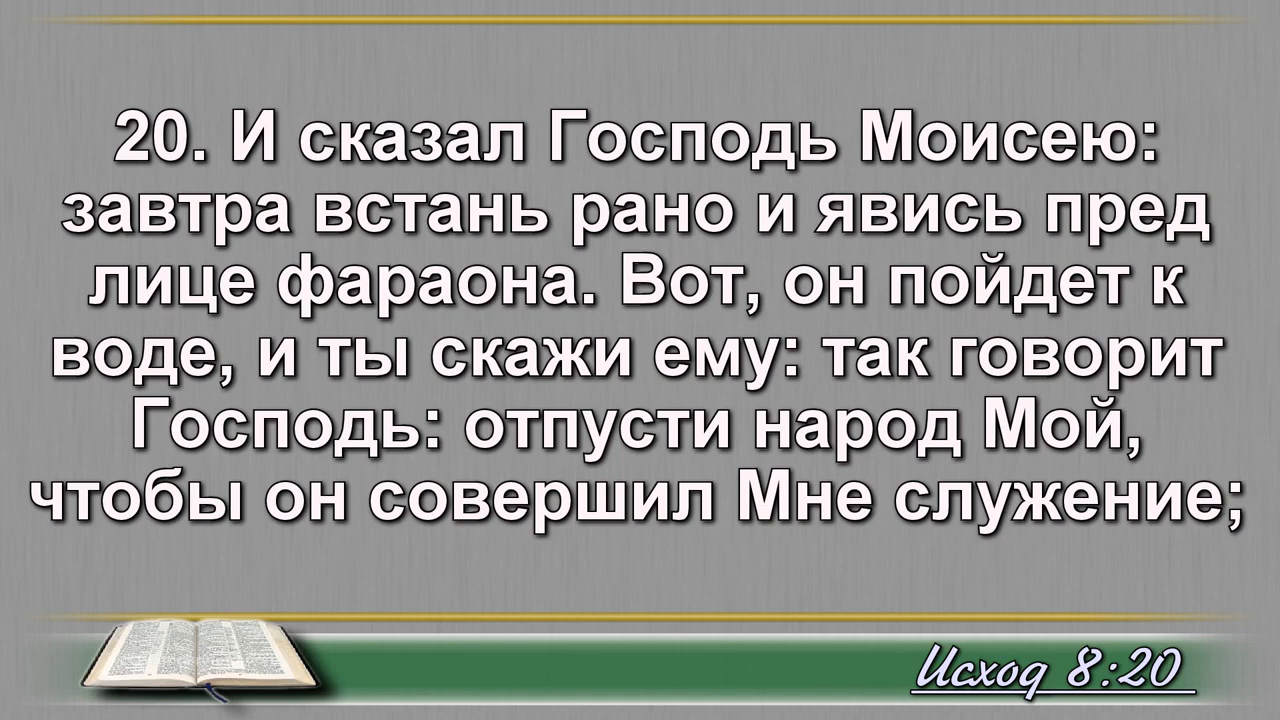 20. И сказал Господь Моисею:
завтра встань рано и явись пред
лице фараона. Вот, он пойдет к
воде, и ты скажи ему: так говорит
Господь: отпусти народ Мой,
чтобы он совершил Мне служение;
Исход 8:20